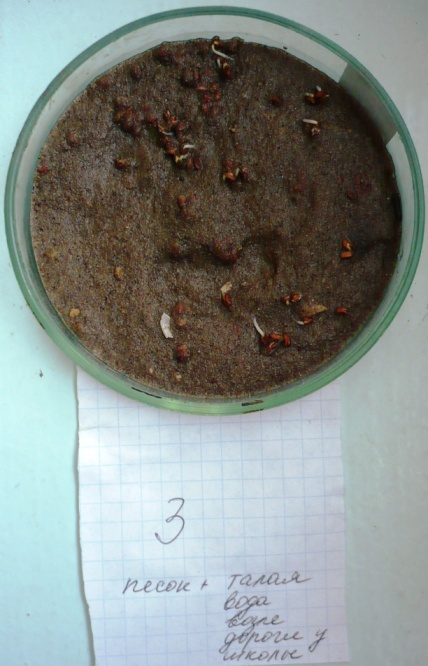 3
песок + талая
вода
возле
дороги у
школы